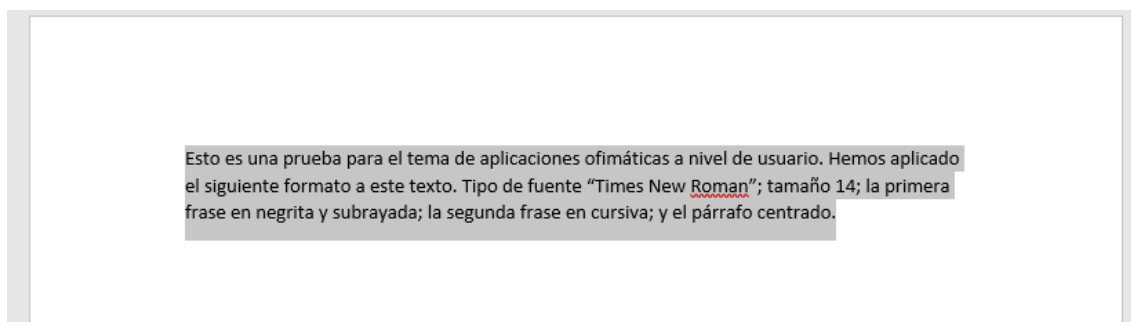 Esto es una prueba para el tema de aplicaciones ofimáticas a nivel de usuario. Hemos aplicado
el siguiente formato a este texto. Tipo de fuente “Times New Roman”; tamaño 14; la primera
frase en negrita y subrayada; la segunda frase en cursiva; y el párrafo centrado.